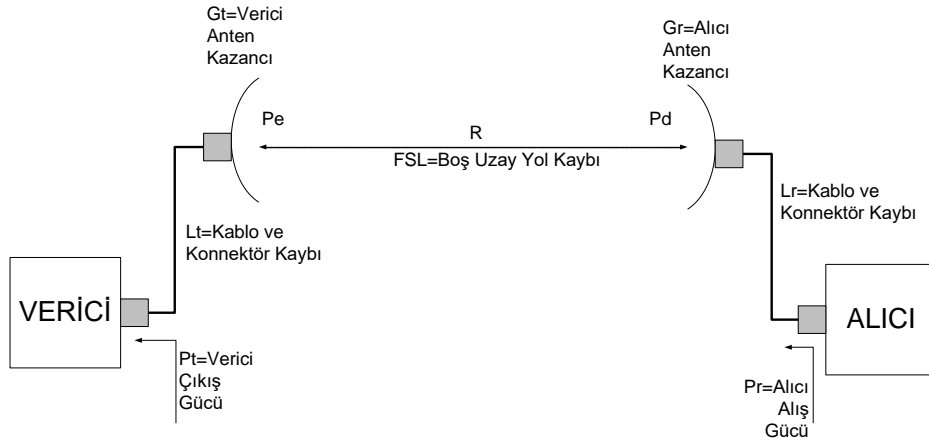 Gt=Verici
Anten
Kazancı
Gr=Alıcı
Anten
Kazancı
Pe
R
Pd
FSL=Boş Uzay Yol Kaybı
Lt=Kablo ve
Konnektör Kaybı
Lr=Kablo ve
Konnektör Kaybı
VERİCİ
ALICI
Pt=Verici
Çıkış
Gücü
Pr=Alıcı
Alış
Gücü